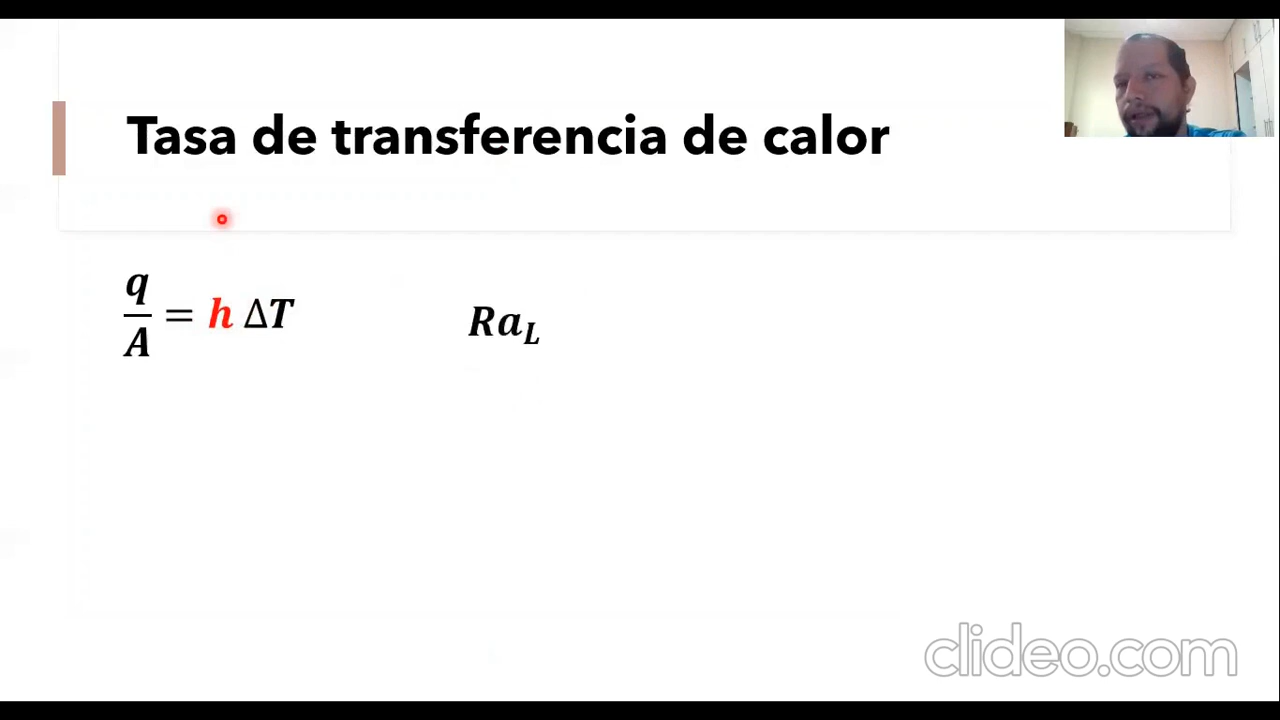 Tasa de transferencia de calor
q/A = h ΔT
Ra_L
clideo.com